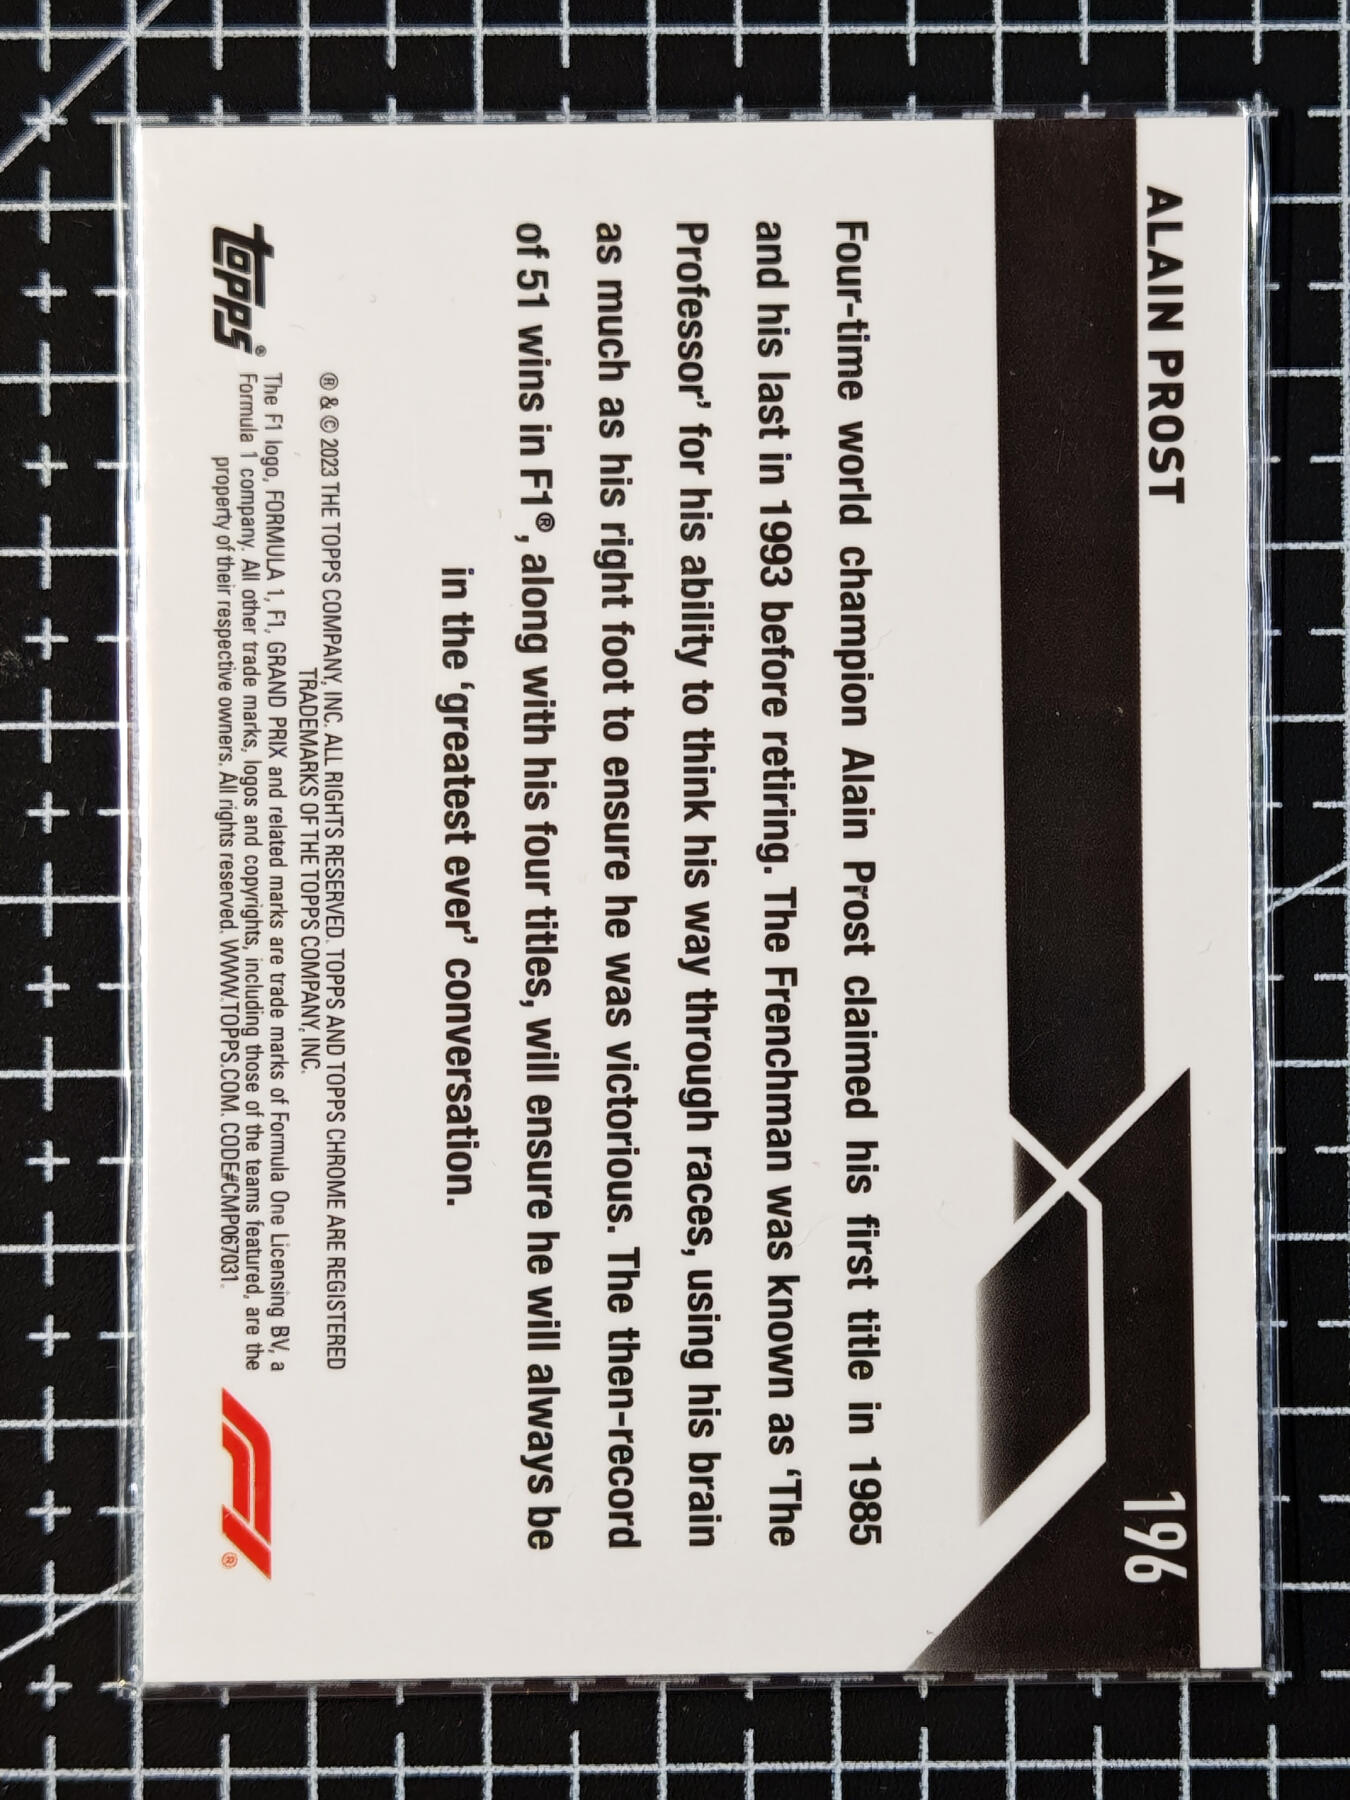 ALAIN PROST
196
Four-time world champion Alain Prost claimed his first title in 1985
and his last in 1993 before retiring. The Frenchman was known as ‘The
Professor’ for his ability to think his way through races, using his brain
as much as his right foot to ensure he was victorious. The then-record
of 51 wins in F1®, along with his four titles, will ensure he will always be
in the ‘greatest ever’ conversation.
® & © 2023 THE TOPPS COMPANY, INC. ALL RIGHTS RESERVED. TOPPS AND TOPPS CHROME ARE REGISTERED
TRADEMARKS OF THE TOPPS COMPANY, INC.
The F1 logo, FORMULA 1, F1, GRAND PRIX and related marks are trade marks of Formula One Licensing BV, a
Formula 1 company. All other trade marks, logos and copyrights, including those of the teams featured, are the
property of their respective owners. All rights reserved. WWW.TOPPS.COM. CODE#CMP067031.
topps®
F1®